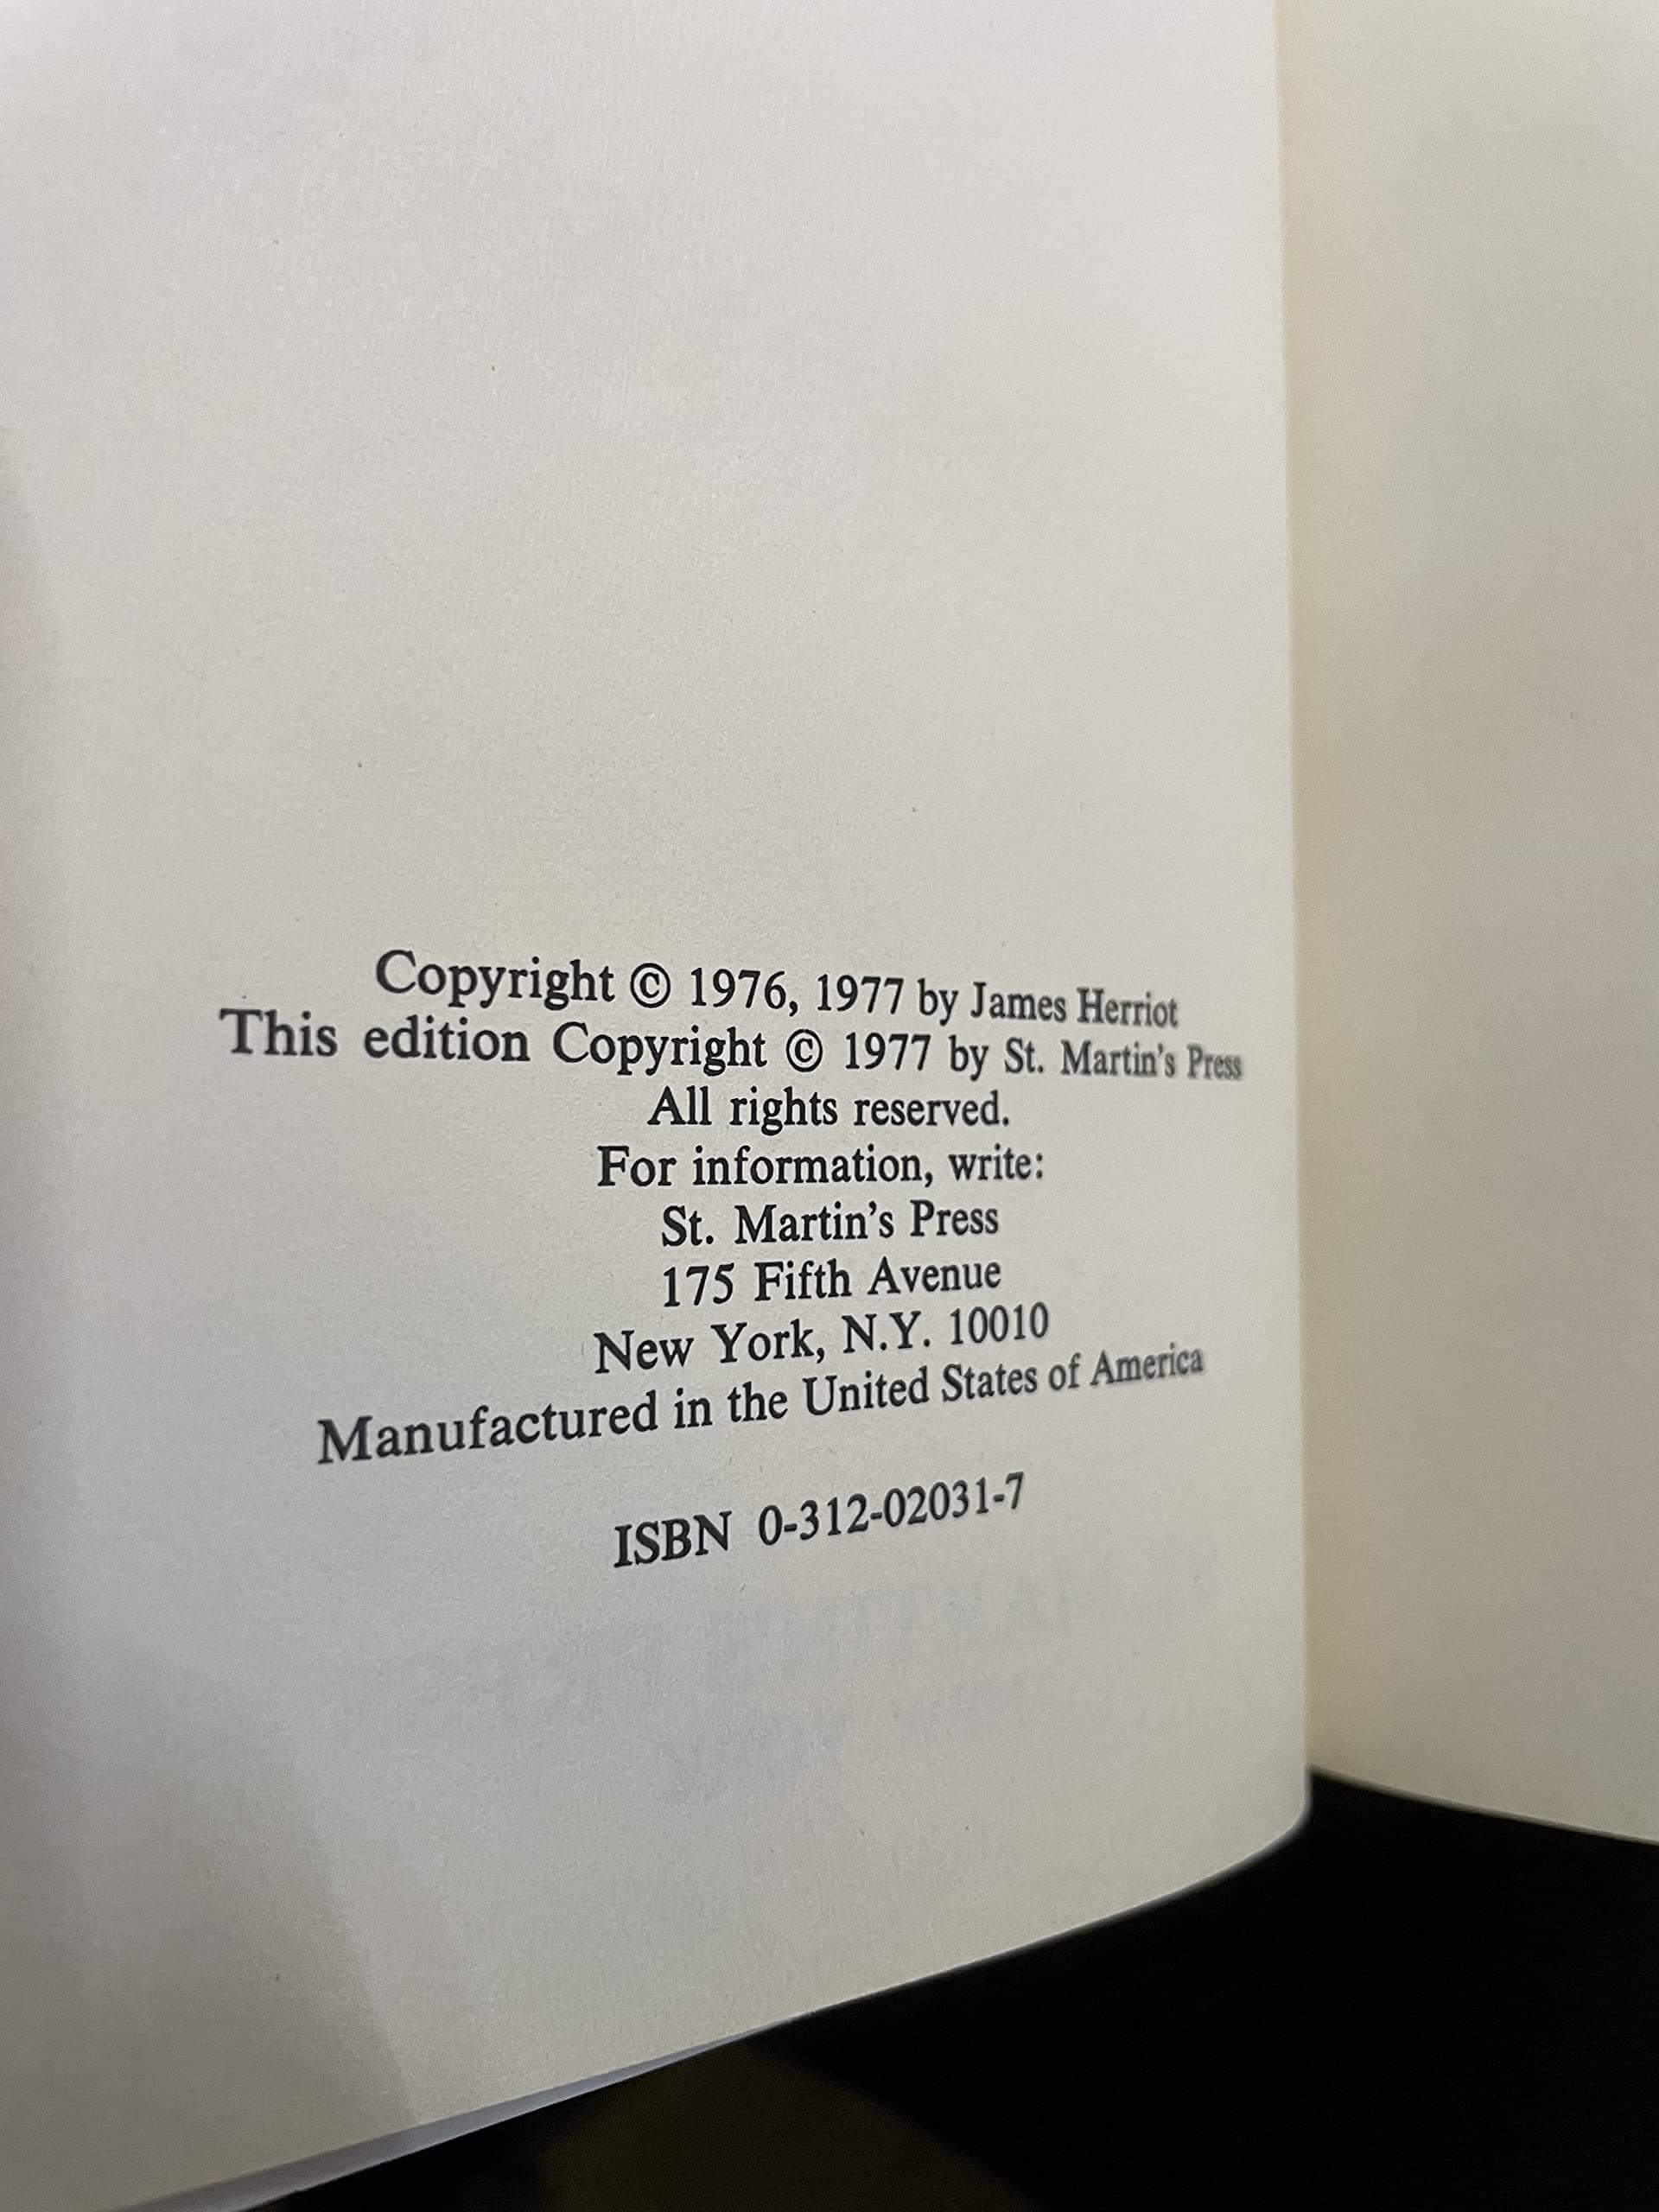 Copyright © 1976, 1977 by James Herriot
This edition Copyright © 1977 by St. Martin's Press
All rights reserved.
For information, write:
St. Martin's Press
175 Fifth Avenue
New York, N.Y. 10010
Manufactured in the United States of America
ISBN 0-312-02031-7